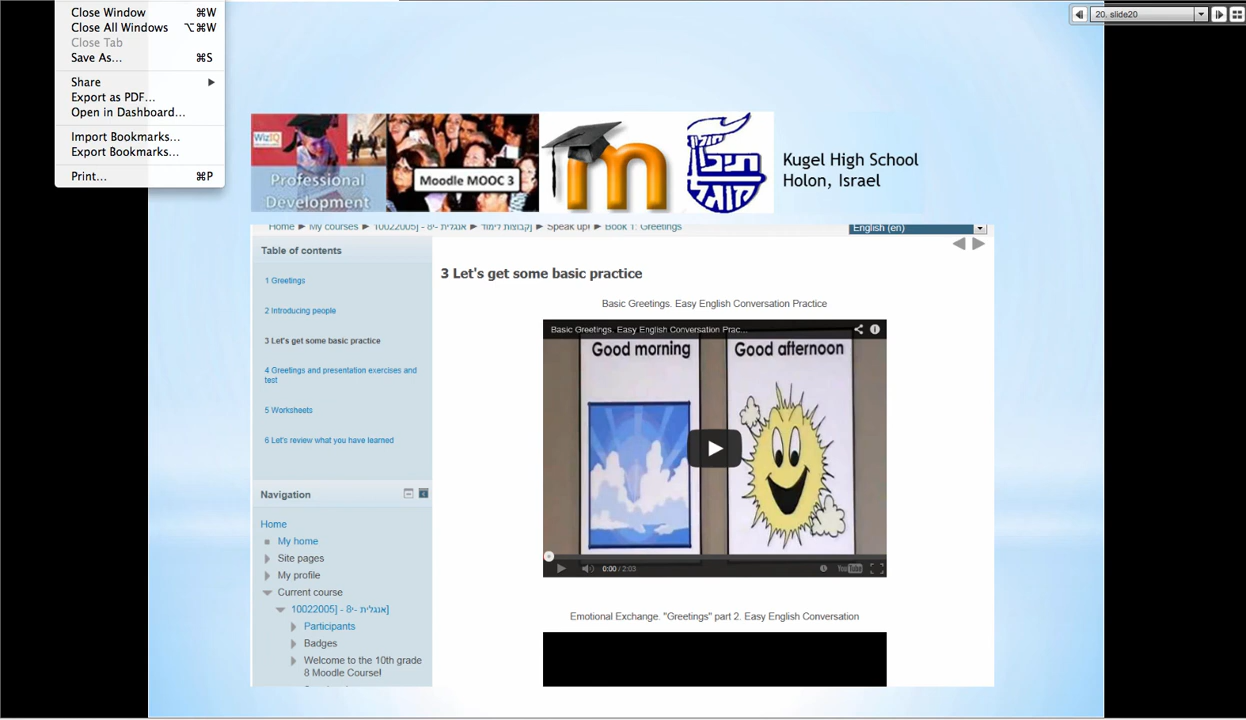 Close Window ⌘W
Close All Windows ⌥⌘W
Close Tab
Save As... ⌘S
Share
Export as PDF...
Open in Dashboard...
Import Bookmarks...
Export Bookmarks...
Print... ⌘P
20. slide20
WizIQ
Professional
Development
Moodle MOOC 3
m
Kugel High School
Holon, Israel
Home ► My courses ► 10022005] - אנגלית -י8 ► [קבוצות לימוד ► Speak up! ► Book 1: Greetings
English (en)
Table of contents
1 Greetings
2 Introducing people
3 Let's get some basic practice
4 Greetings and presentation exercises and
test
5 Worksheets
6 Let's review what you have learned
Navigation
Home
My home
Site pages
My profile
Current course
10022005] - אנגלית -י8]
Participants
Badges
Welcome to the 10th grade
8 Moodle Course!
3 Let's get some basic practice
Basic Greetings. Easy English Conversation Practice
Basic Greetings. Easy English Conversation Prac...
Good morning
Good afternoon
0:00 / 2:03
YouTube
Emotional Exchange. "Greetings" part 2. Easy English Conversation